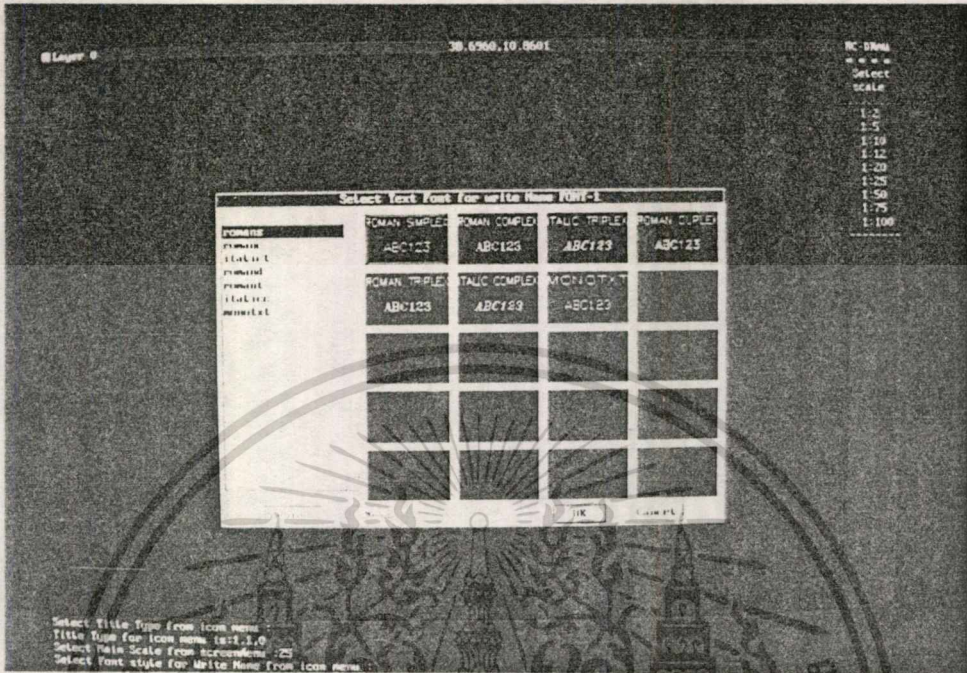 Layer 0
38.6960,10.8601
MC-DRAW
* * * *
Select
scale
1:2
1:5
1:10
1:12
1:20
1:25
1:50
1:75
1:100
Select Text Font for write Name FONT-1
romans
italict
romand
romant
italicc
monotxt
ROMAN SIMPLEX
ROMAN COMPLEX
ITALIC TRIPLEX
ROMAN DUPLEX
ABC123
ABC123
ABC123
ABC123
ROMAN TRIPLEX
ITALIC COMPLEX
MONOTXT
ABC123
ABC123
ABC123
OK
Cancel
Select Title Type from icon menu :
Title Type for icon menu is:1,1,0
Select Main Scale from screenmenu :25
Select Font style for Write Name from icon menu :